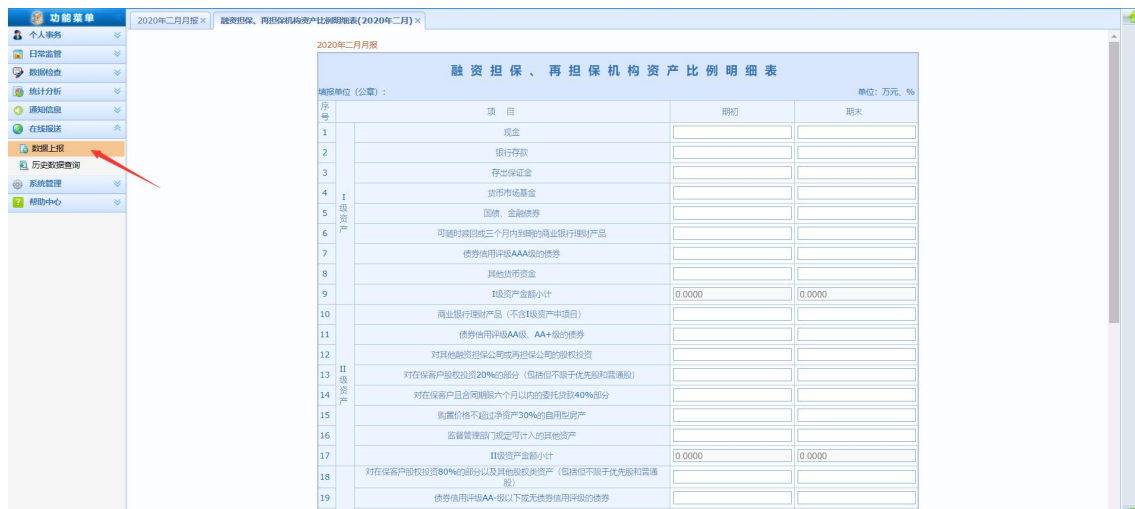 功能菜单
个人事务
日常监管
数据检查
统计分析
通知信息
在线报送
数据上报
历史数据查询
系统管理
帮助中心
2020年二月月报 ×
融资担保、再担保机构资产比例明细表(2020年二月) ×
2020年二月月报
融资担保、再担保机构资产比例明细表
填报单位(公章):
单位:万元、%
序号 项 目 期初 期末
I级资产
1 现金
2 银行存款
3 存出保证金
4 货币市场基金
5 国债、金融债券
6 可随时赎回或三个月内到期的商业银行理财产品
7 债券信用评级AAA级的债券
8 其他货币资金
9 I级资产金额小计 0.0000 0.0000
II级资产
10 商业银行理财产品(不含I级资产中项目)
11 债券信用评级AA级、AA+级的债券
12 对其他融资担保公司或再担保公司的股权投资
13 对在保客户股权投资20%的部分(包括但不限于优先股和普通股)
14 对在保客户且合同期限六个月以内的委托贷款40%部分
15 购置价格不超过净资产30%的自用型房产
16 监督管理部门规定可计入的其他资产
17 II级资产金额小计 0.0000 0.0000
18 对在保客户股权投资80%的部分以及其他股权类资产(包括但不限于优先股和普通
股)
19 债券信用评级AA-级以下或无债券信用评级的债券